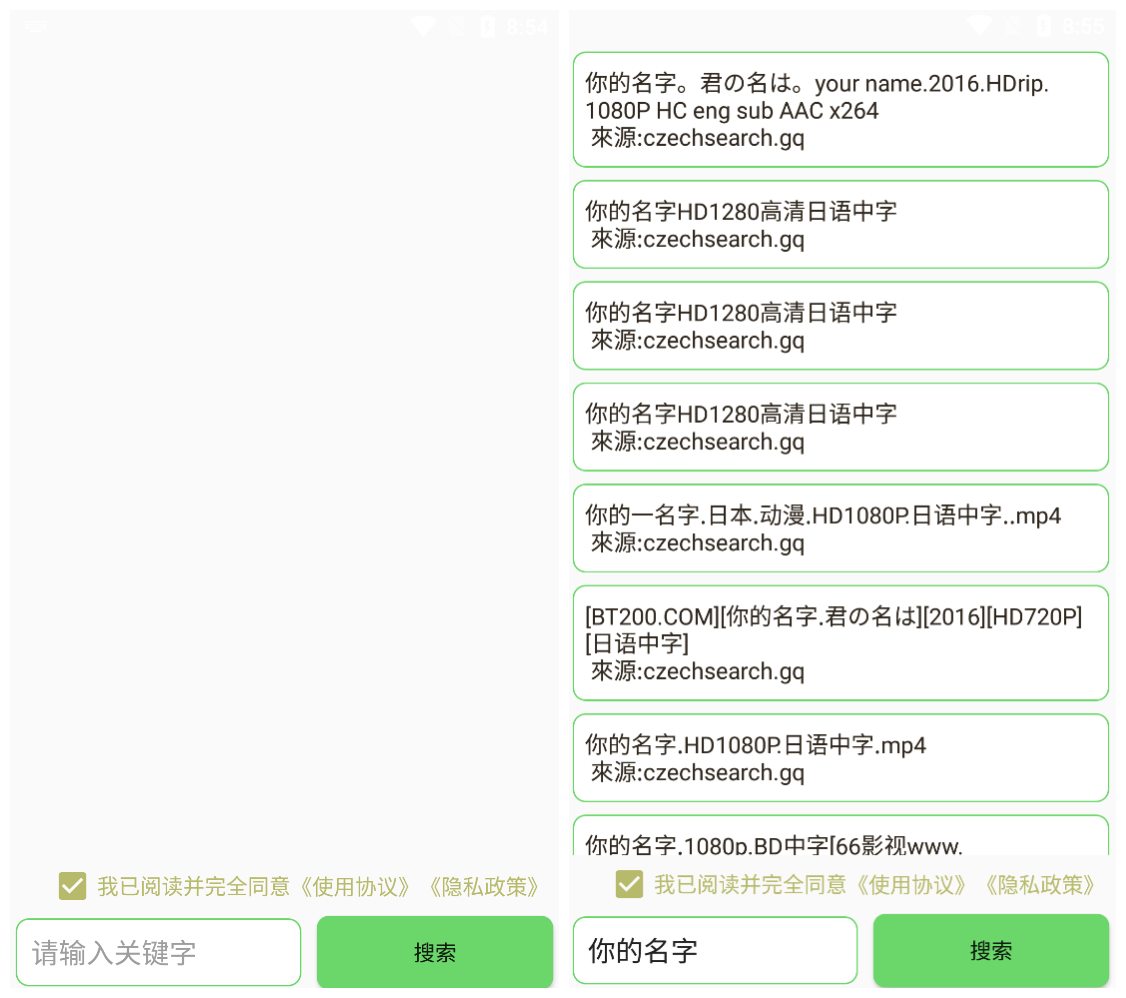 8:54
我已阅读并完全同意《使用协议》《隐私政策》
请输入关键字
搜索
8:55
你的名字。君の名は。your name.2016.HDrip.
1080P HC eng sub AAC x264
來源:czechsearch.gq
你的名字HD1280高清日语中字
來源:czechsearch.gq
你的名字HD1280高清日语中字
來源:czechsearch.gq
你的名字HD1280高清日语中字
來源:czechsearch.gq
你的一名字.日本.动漫.HD1080P.日语中字..mp4
來源:czechsearch.gq
[BT200.COM][你的名字.君の名は][2016][HD720P]
[日语中字]
來源:czechsearch.gq
你的名字.HD1080P.日语中字.mp4
來源:czechsearch.gq
你的名字.1080p.BD中字[66影视www.
我已阅读并完全同意《使用协议》《隐私政策》
你的名字
搜索